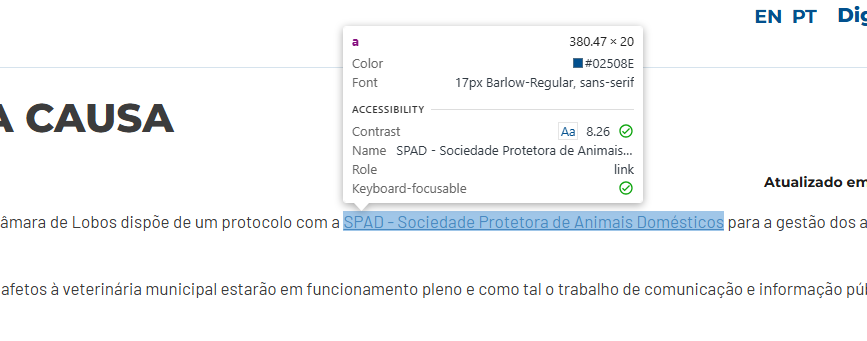 EN PT Dig
a 380.47 × 20
Color #02508E
Font 17px Barlow-Regular, sans-serif
A CAUSA
ACCESSIBILITY
Contrast Aa 8.26
Name SPAD - Sociedade Protetora de Animais...
Role link
Keyboard-focusable
Atualizado em
âmara de Lobos dispõe de um protocolo com a SPAD - Sociedade Protetora de Animais Domésticos para a gestão dos a
afetos à veterinária municipal estarão em funcionamento pleno e como tal o trabalho de comunicação e informação púb